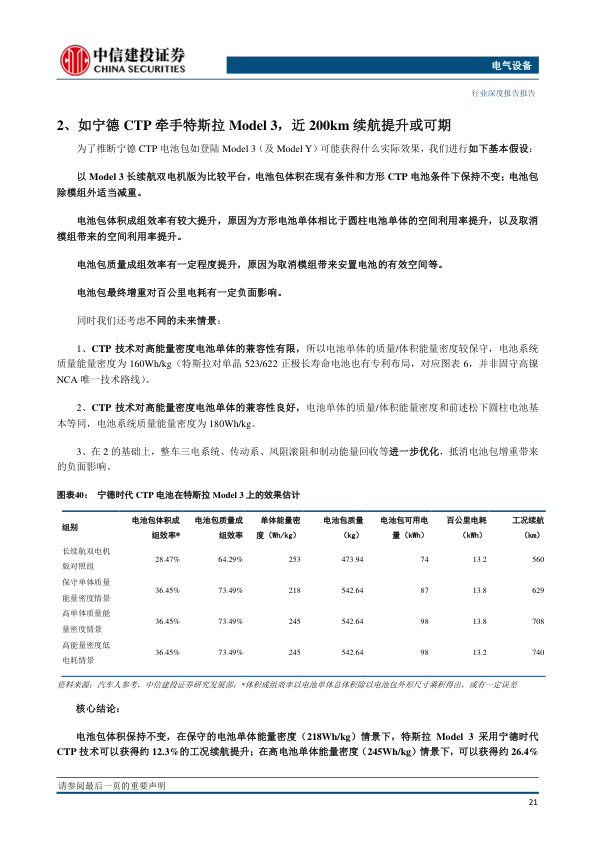 中信建投证券
CHINA SECURITIES
电气设备
行业深度报告报告
2、如宁德 CTP 牵手特斯拉 Model 3，近 200km 续航提升或可期
为了推断宁德 CTP 电池包如登陆 Model 3（及 Model Y）可能获得什么实际效果，我们进行如下基本假设：
以 Model 3 长续航双电机版为比较平台，电池包体积在现有条件和方形 CTP 电池条件下保持不变；电池包
除模组外适当减重。
电池包体积成组效率有较大提升，原因为方形电池单体相比于圆柱电池单体的空间利用率提升，以及取消
模组带来的空间利用率提升。
电池包质量成组效率有一定程度提升，原因为取消模组带来安置电池的有效空间等。
电池包最终增重对百公里电耗有一定负面影响。
同时我们还考虑不同的未来情景：
1、CTP 技术对高能量密度电池单体的兼容性有限，所以电池单体的质量/体积能量密度较保守，电池系统
质量能量密度为 160Wh/kg（特斯拉对单晶 523/622 正极长寿命电池也有专利布局，对应图表 6，并非固守高镍
NCA 唯一技术路线）。
2、CTP 技术对高能量密度电池单体的兼容性良好，电池单体的质量/体积能量密度和前述松下圆柱电池基
本等同，电池系统质量能量密度为 180Wh/kg。
3、在 2 的基础上，整车三电系统、传动系、风阻滚阻和制动能量回收等进一步优化，抵消电池包增重带来
的负面影响。
图表40： 宁德时代 CTP 电池在特斯拉 Model 3 上的效果估计
组别 电池包体积成组效率* 电池包质量成组效率 单体能量密度（Wh/kg） 电池包质量（kg） 电池包可用电量（kWh） 百公里电耗（kWh） 工况续航（km）
长续航双电机版对照组 28.47% 64.29% 253 473.94 74 13.2 560
保守单体质量能量密度情景 36.45% 73.49% 218 542.64 87 13.8 629
高单体质量能量密度情景 36.45% 73.49% 245 542.64 98 13.8 708
高能量密度低电耗情景 36.45% 73.49% 245 542.64 98 13.2 740
资料来源：汽车人参考，中信建投证券研究发展部；*体积成组效率以电池单体总体积除以电池包外形尺寸乘积得出，或有一定误差
核心结论：
电池包体积保持不变，在保守的电池单体能量密度（218Wh/kg）情景下，特斯拉 Model 3 采用宁德时代
CTP 技术可以获得约 12.3%的工况续航提升；在高电池单体能量密度（245Wh/kg）情景下，可以获得约 26.4%
请参阅最后一页的重要声明
21